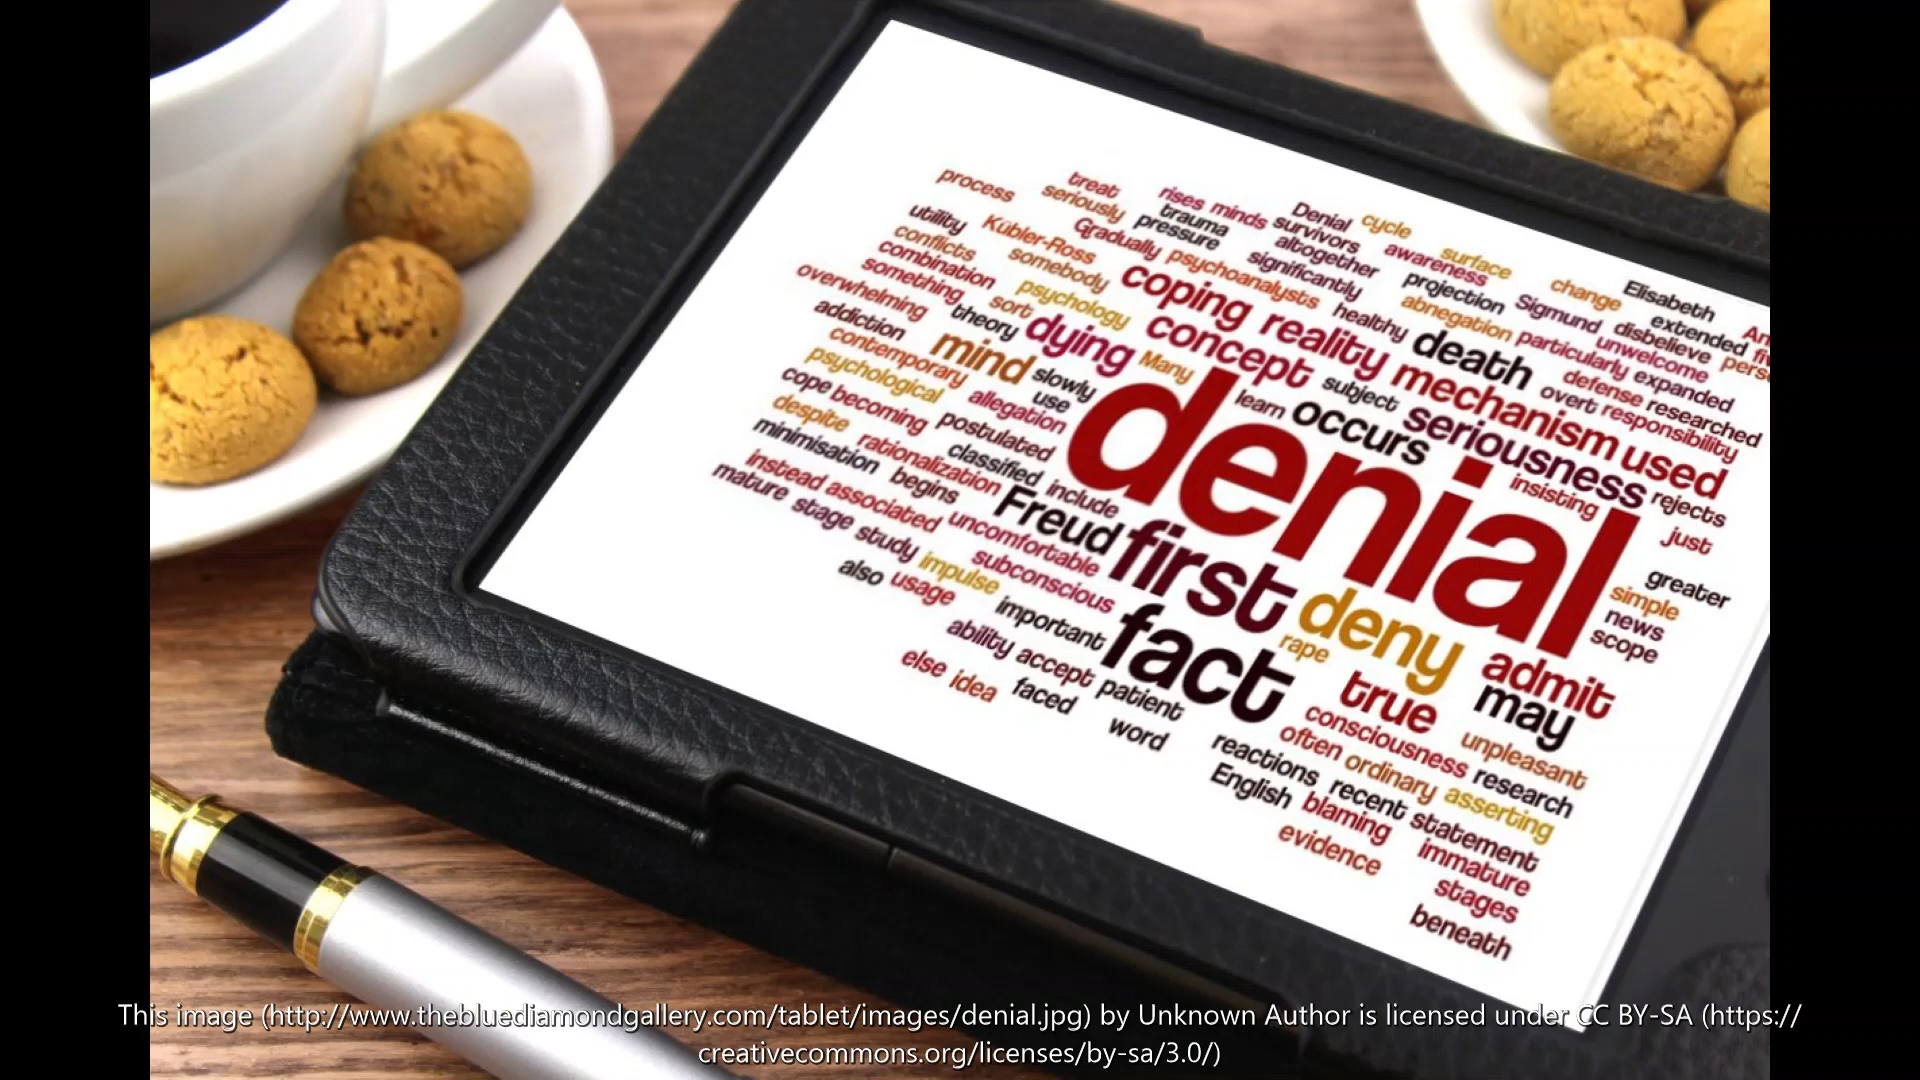 process treat rises minds Denial cycle
seriously trauma survivors surface
utility Kübler-Ross Gradually pressure altogether awareness change Elisabeth
conflicts somebody psychoanalysts significantly projection Sigmund extended
combination psychology coping reality healthy abnegation disbelieve
something sort concept death particularly unwelcome
overwhelming theory dying Many mechanism defense expanded
addiction mind slowly subject overt researched
contemporary use learn occurs seriousness responsibility
psychological allegation denial used
cope becoming postulated insisting rejects
despite rationalization classified include just
minimisation begins Freud first greater
instead associated uncomfortable deny simple
mature stage study subconscious fact rape news
also impulse important admit scope
usage ability accept patient true may
else idea faced word consciousness unpleasant
reactions often ordinary research
English recent asserting
blaming statement
evidence immature
stages
beneath
This image (http://www.thebluediamondgallery.com/tablet/images/denial.jpg) by Unknown Author is licensed under CC BY-SA (https://
creativecommons.org/licenses/by-sa/3.0/)